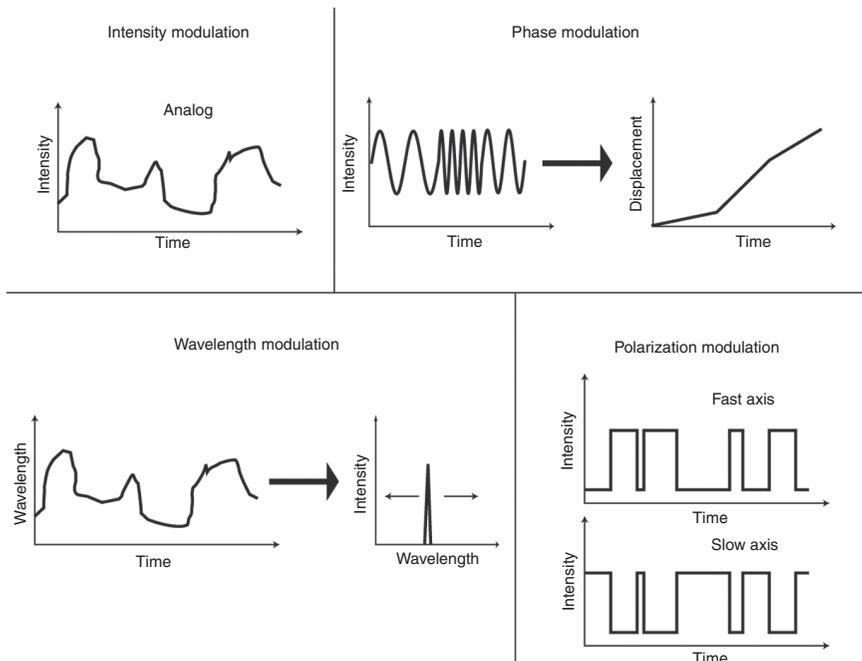 Intensity modulation
Analog
Intensity
Time
Phase modulation
Intensity
Time
Displacement
Time
Wavelength modulation
Wavelength
Time
Intensity
Wavelength
Polarization modulation
Fast axis
Intensity
Time
Slow axis
Intensity
Time